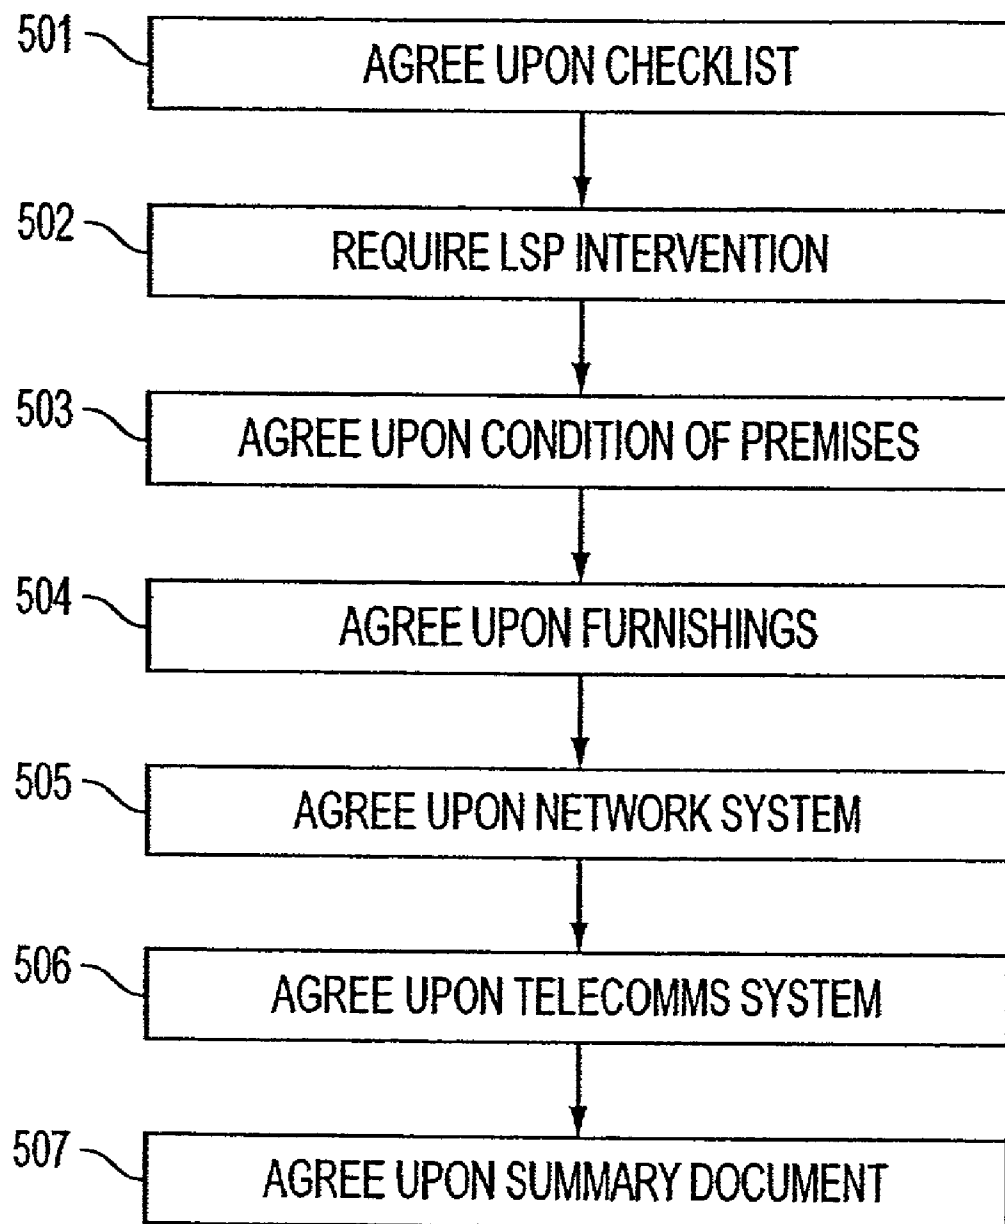 501 AGREE UPON CHECKLIST
502 REQUIRE LSP INTERVENTION
503 AGREE UPON CONDITION OF PREMISES
504 AGREE UPON FURNISHINGS
505 AGREE UPON NETWORK SYSTEM
506 AGREE UPON TELECOMMS SYSTEM
507 AGREE UPON SUMMARY DOCUMENT